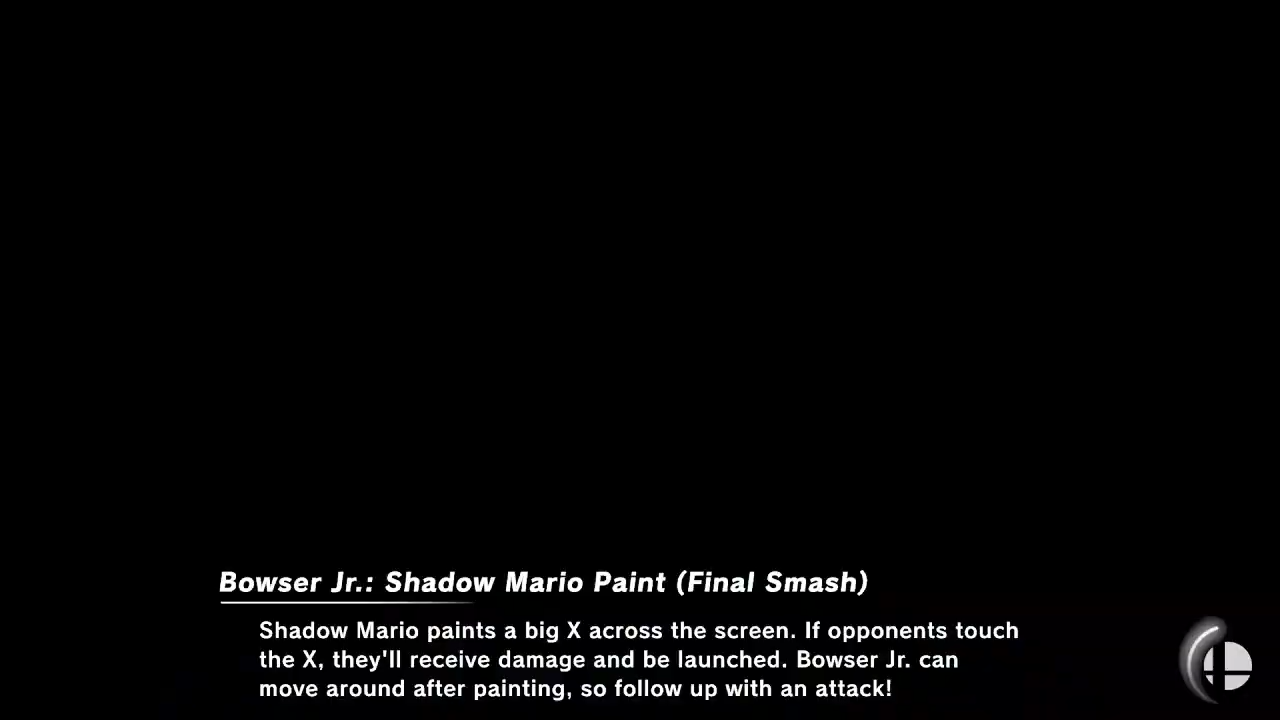 Bowser Jr.: Shadow Mario Paint (Final Smash)
Shadow Mario paints a big X across the screen. If opponents touch
the X, they'll receive damage and be launched. Bowser Jr. can
move around after painting, so follow up with an attack!